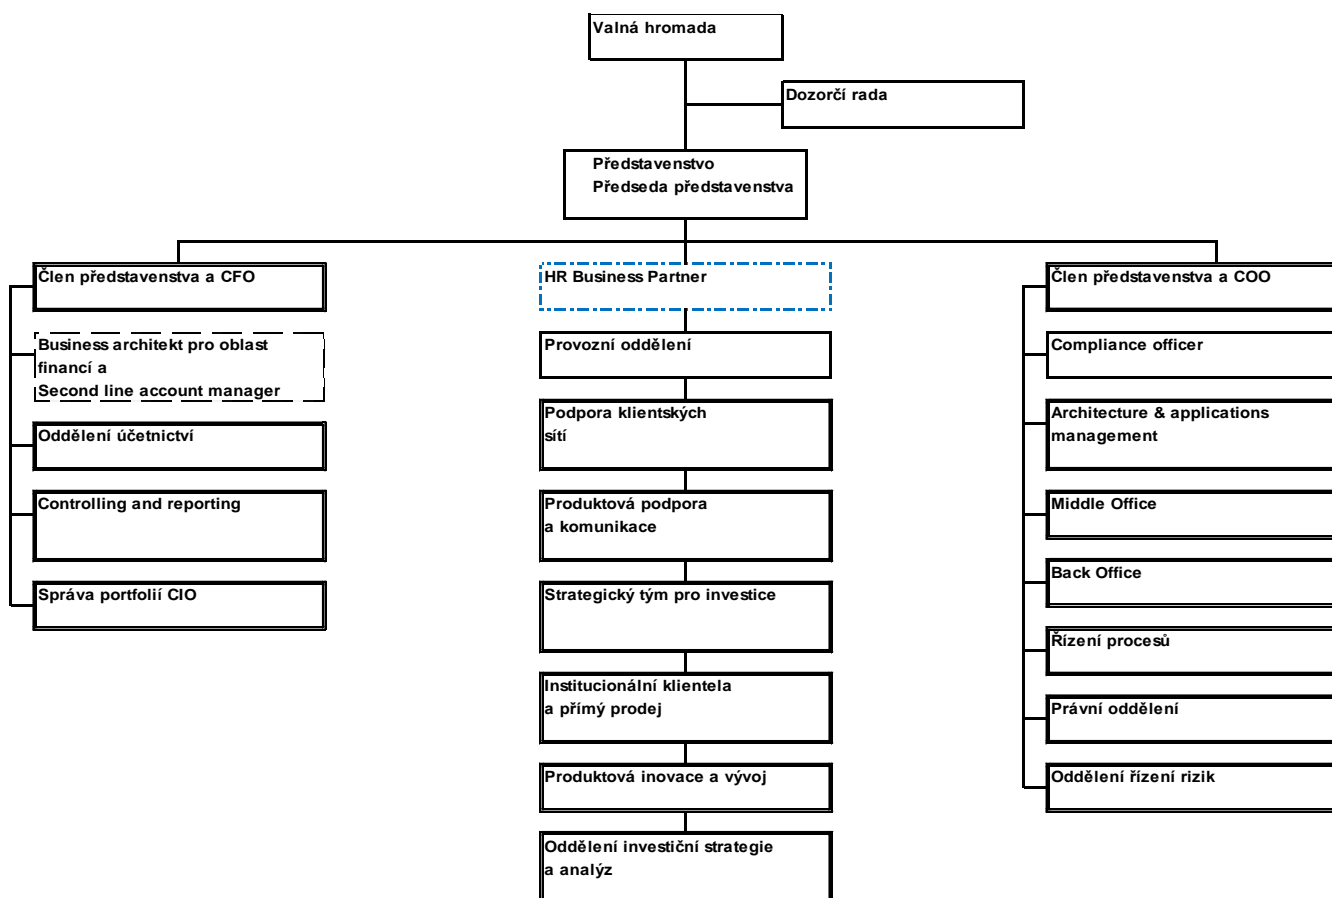 Valná hromada
Dozorčí rada
Představenstvo
Předseda představenstva
Člen představenstva a CFO
Business architekt pro oblast
financí a
Second line account manager
Oddělení účetnictví
Controlling and reporting
Správa portfolií CIO
HR Business Partner
Provozní oddělení
Podpora klientských
sítí
Produktová podpora
a komunikace
Strategický tým pro investice
Institucionální klientela
a přímý prodej
Produktová inovace a vývoj
Oddělení investiční strategie
a analýz
Člen představenstva a COO
Compliance officer
Architecture & applications
management
Middle Office
Back Office
Řízení procesů
Právní oddělení
Oddělení řízení rizik